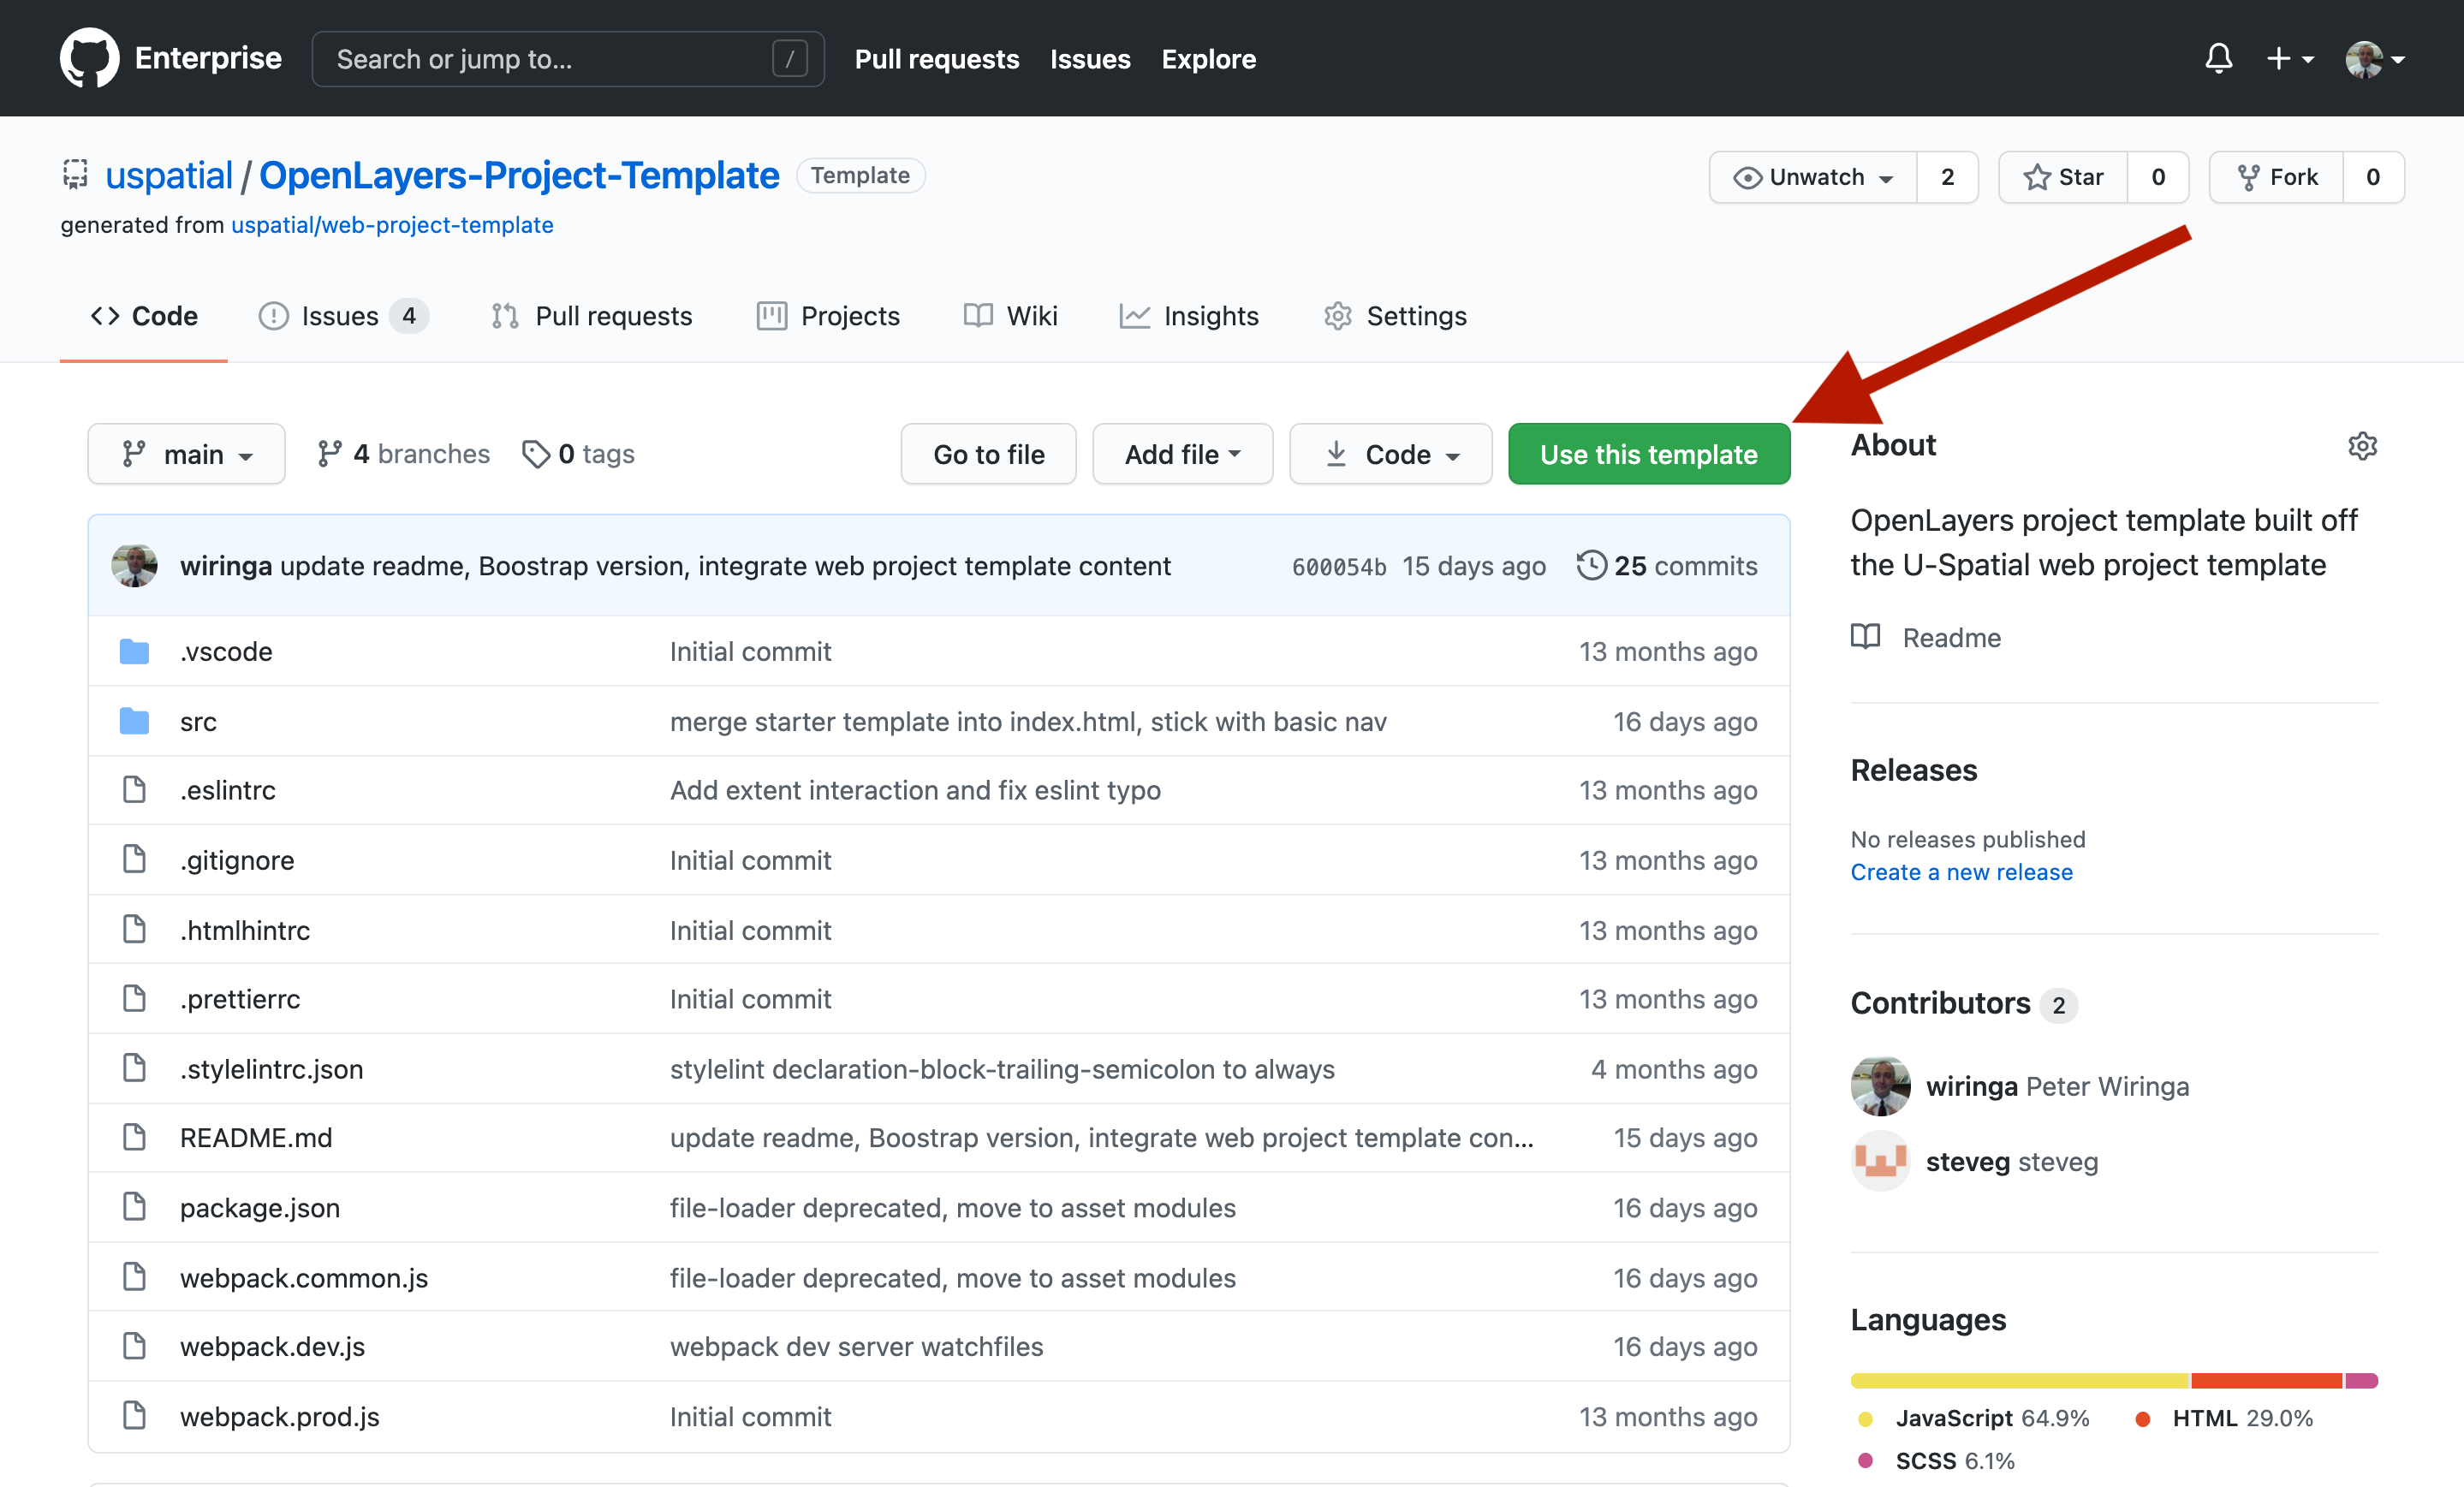 Enterprise Search or jump to... / Pull requests Issues Explore
uspatial / OpenLayers-Project-Template Template Unwatch 2 Star 0 Fork 0
generated from uspatial/web-project-template
Code Issues 4 Pull requests Projects Wiki Insights Settings
main 4 branches 0 tags Go to file Add file Code Use this template
wiringa update readme, Boostrap version, integrate web project template content 600054b 15 days ago 25 commits
.vscode Initial commit 13 months ago
src merge starter template into index.html, stick with basic nav 16 days ago
.eslintrc Add extent interaction and fix eslint typo 13 months ago
.gitignore Initial commit 13 months ago
.htmlhintrc Initial commit 13 months ago
.prettierrc Initial commit 13 months ago
.stylelintrc.json stylelint declaration-block-trailing-semicolon to always 4 months ago
README.md update readme, Boostrap version, integrate web project template con... 15 days ago
package.json file-loader deprecated, move to asset modules 16 days ago
webpack.common.js file-loader deprecated, move to asset modules 16 days ago
webpack.dev.js webpack dev server watchfiles 16 days ago
webpack.prod.js Initial commit 13 months ago
About
OpenLayers project template built off
the U-Spatial web project template
Readme
Releases
No releases published
Create a new release
Contributors 2
wiringa Peter Wiringa
steveg steveg
Languages
JavaScript 64.9% HTML 29.0%
SCSS 6.1%